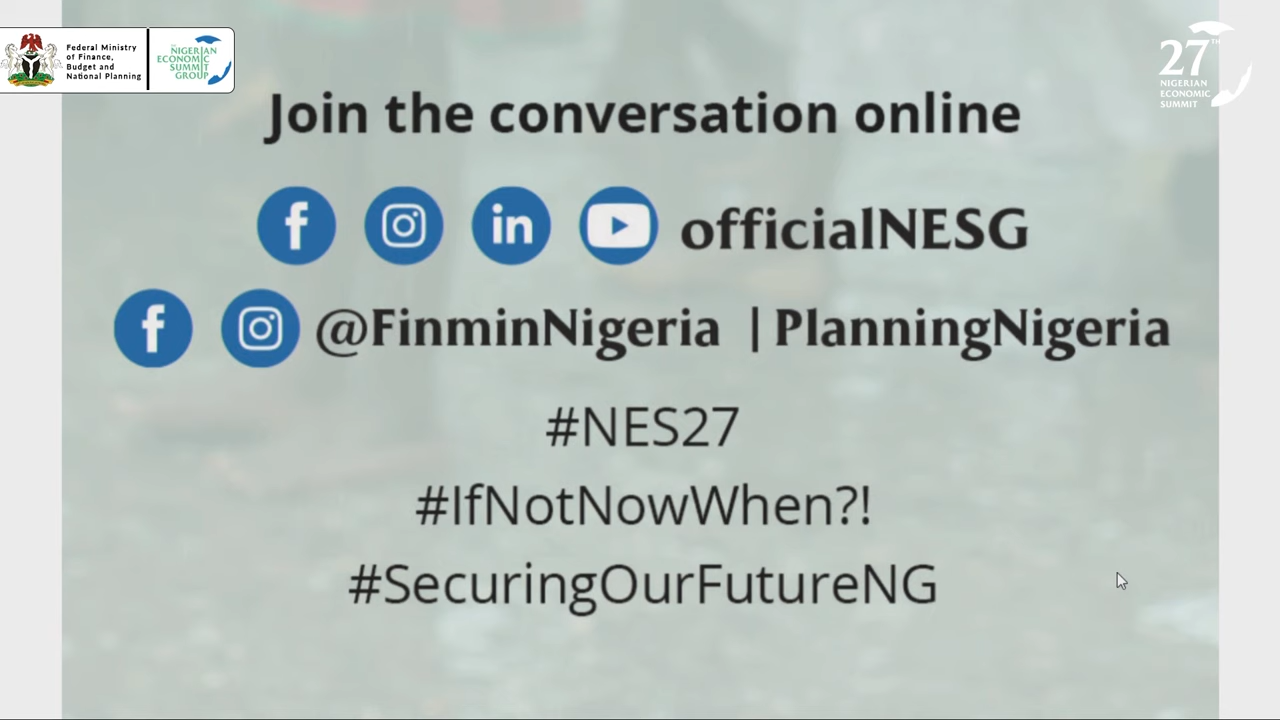 Federal Ministry
of Finance,
Budget and
National Planning
THE
NIGERIAN
ECONOMIC
SUMMIT
GROUP
27TH
NIGERIAN
ECONOMIC
SUMMIT
Join the conversation online
officialNESG
@FinminNigeria | PlanningNigeria
#NES27
#IfNotNowWhen?!
#SecuringOurFutureNG